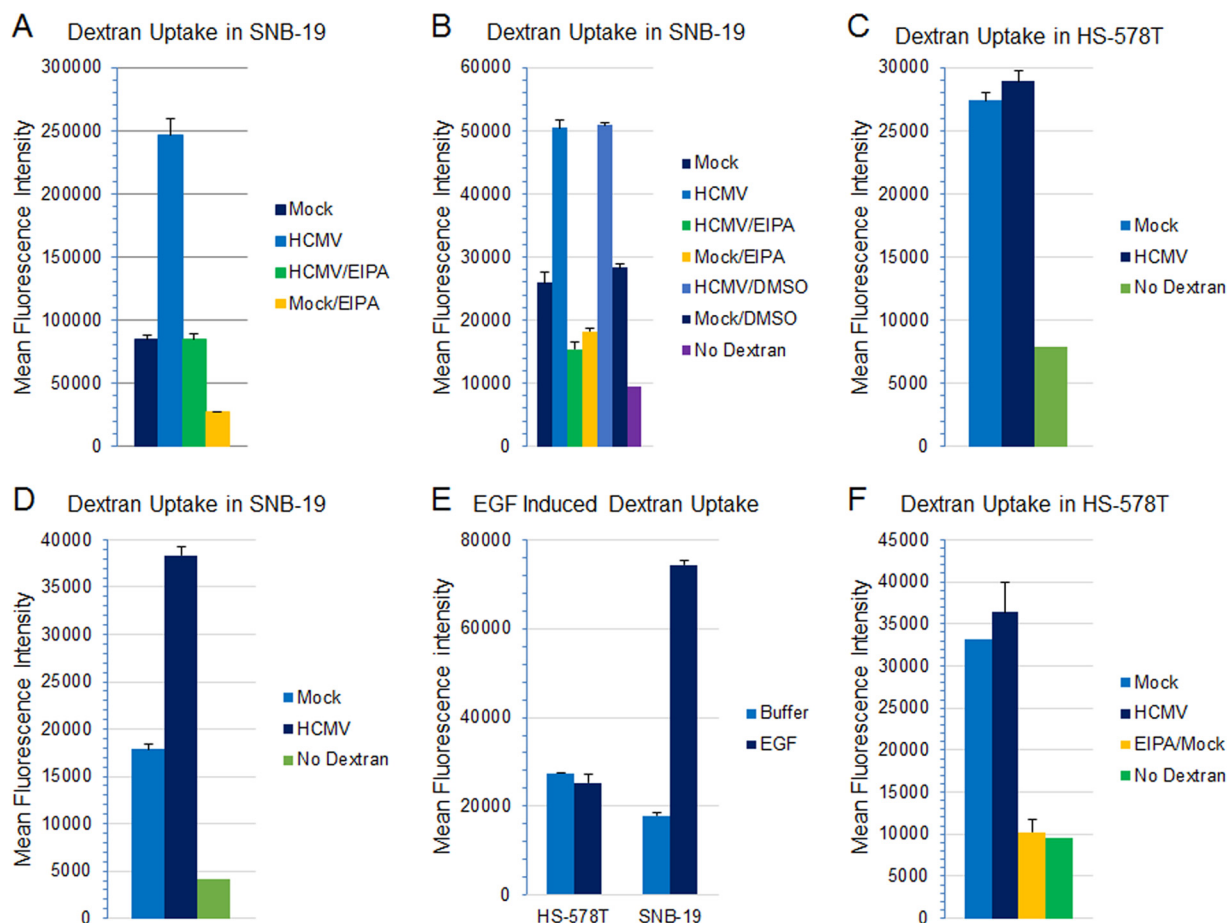 A
Dextran Uptake in SNB-19
Mean Fluorescence Intensity
300000
250000
200000
150000
100000
50000
0
Mock
HCMV
HCMV/EIPA
Mock/EIPA
B
Dextran Uptake in SNB-19
Mean Fluorescence Intensity
60000
50000
40000
30000
20000
10000
0
Mock
HCMV
HCMV/EIPA
Mock/EIPA
HCMV/DMSO
Mock/DMSO
No Dextran
C
Dextran Uptake in HS-578T
Mean Fluorescence Intensity
30000
25000
20000
15000
10000
5000
0
Mock
HCMV
No Dextran
D
Dextran Uptake in SNB-19
Mean Fluorescence Intensity
40000
35000
30000
25000
20000
15000
10000
5000
0
Mock
HCMV
No Dextran
E
EGF Induced Dextran Uptake
Mean Fluorescence intensity
80000
60000
40000
20000
0
HS-578T SNB-19
Buffer
EGF
F
Dextran Uptake in HS-578T
Mean Fluorescence Intensity
45000
40000
35000
30000
25000
20000
15000
10000
5000
0
Mock
HCMV
EIPA/Mock
No Dextran